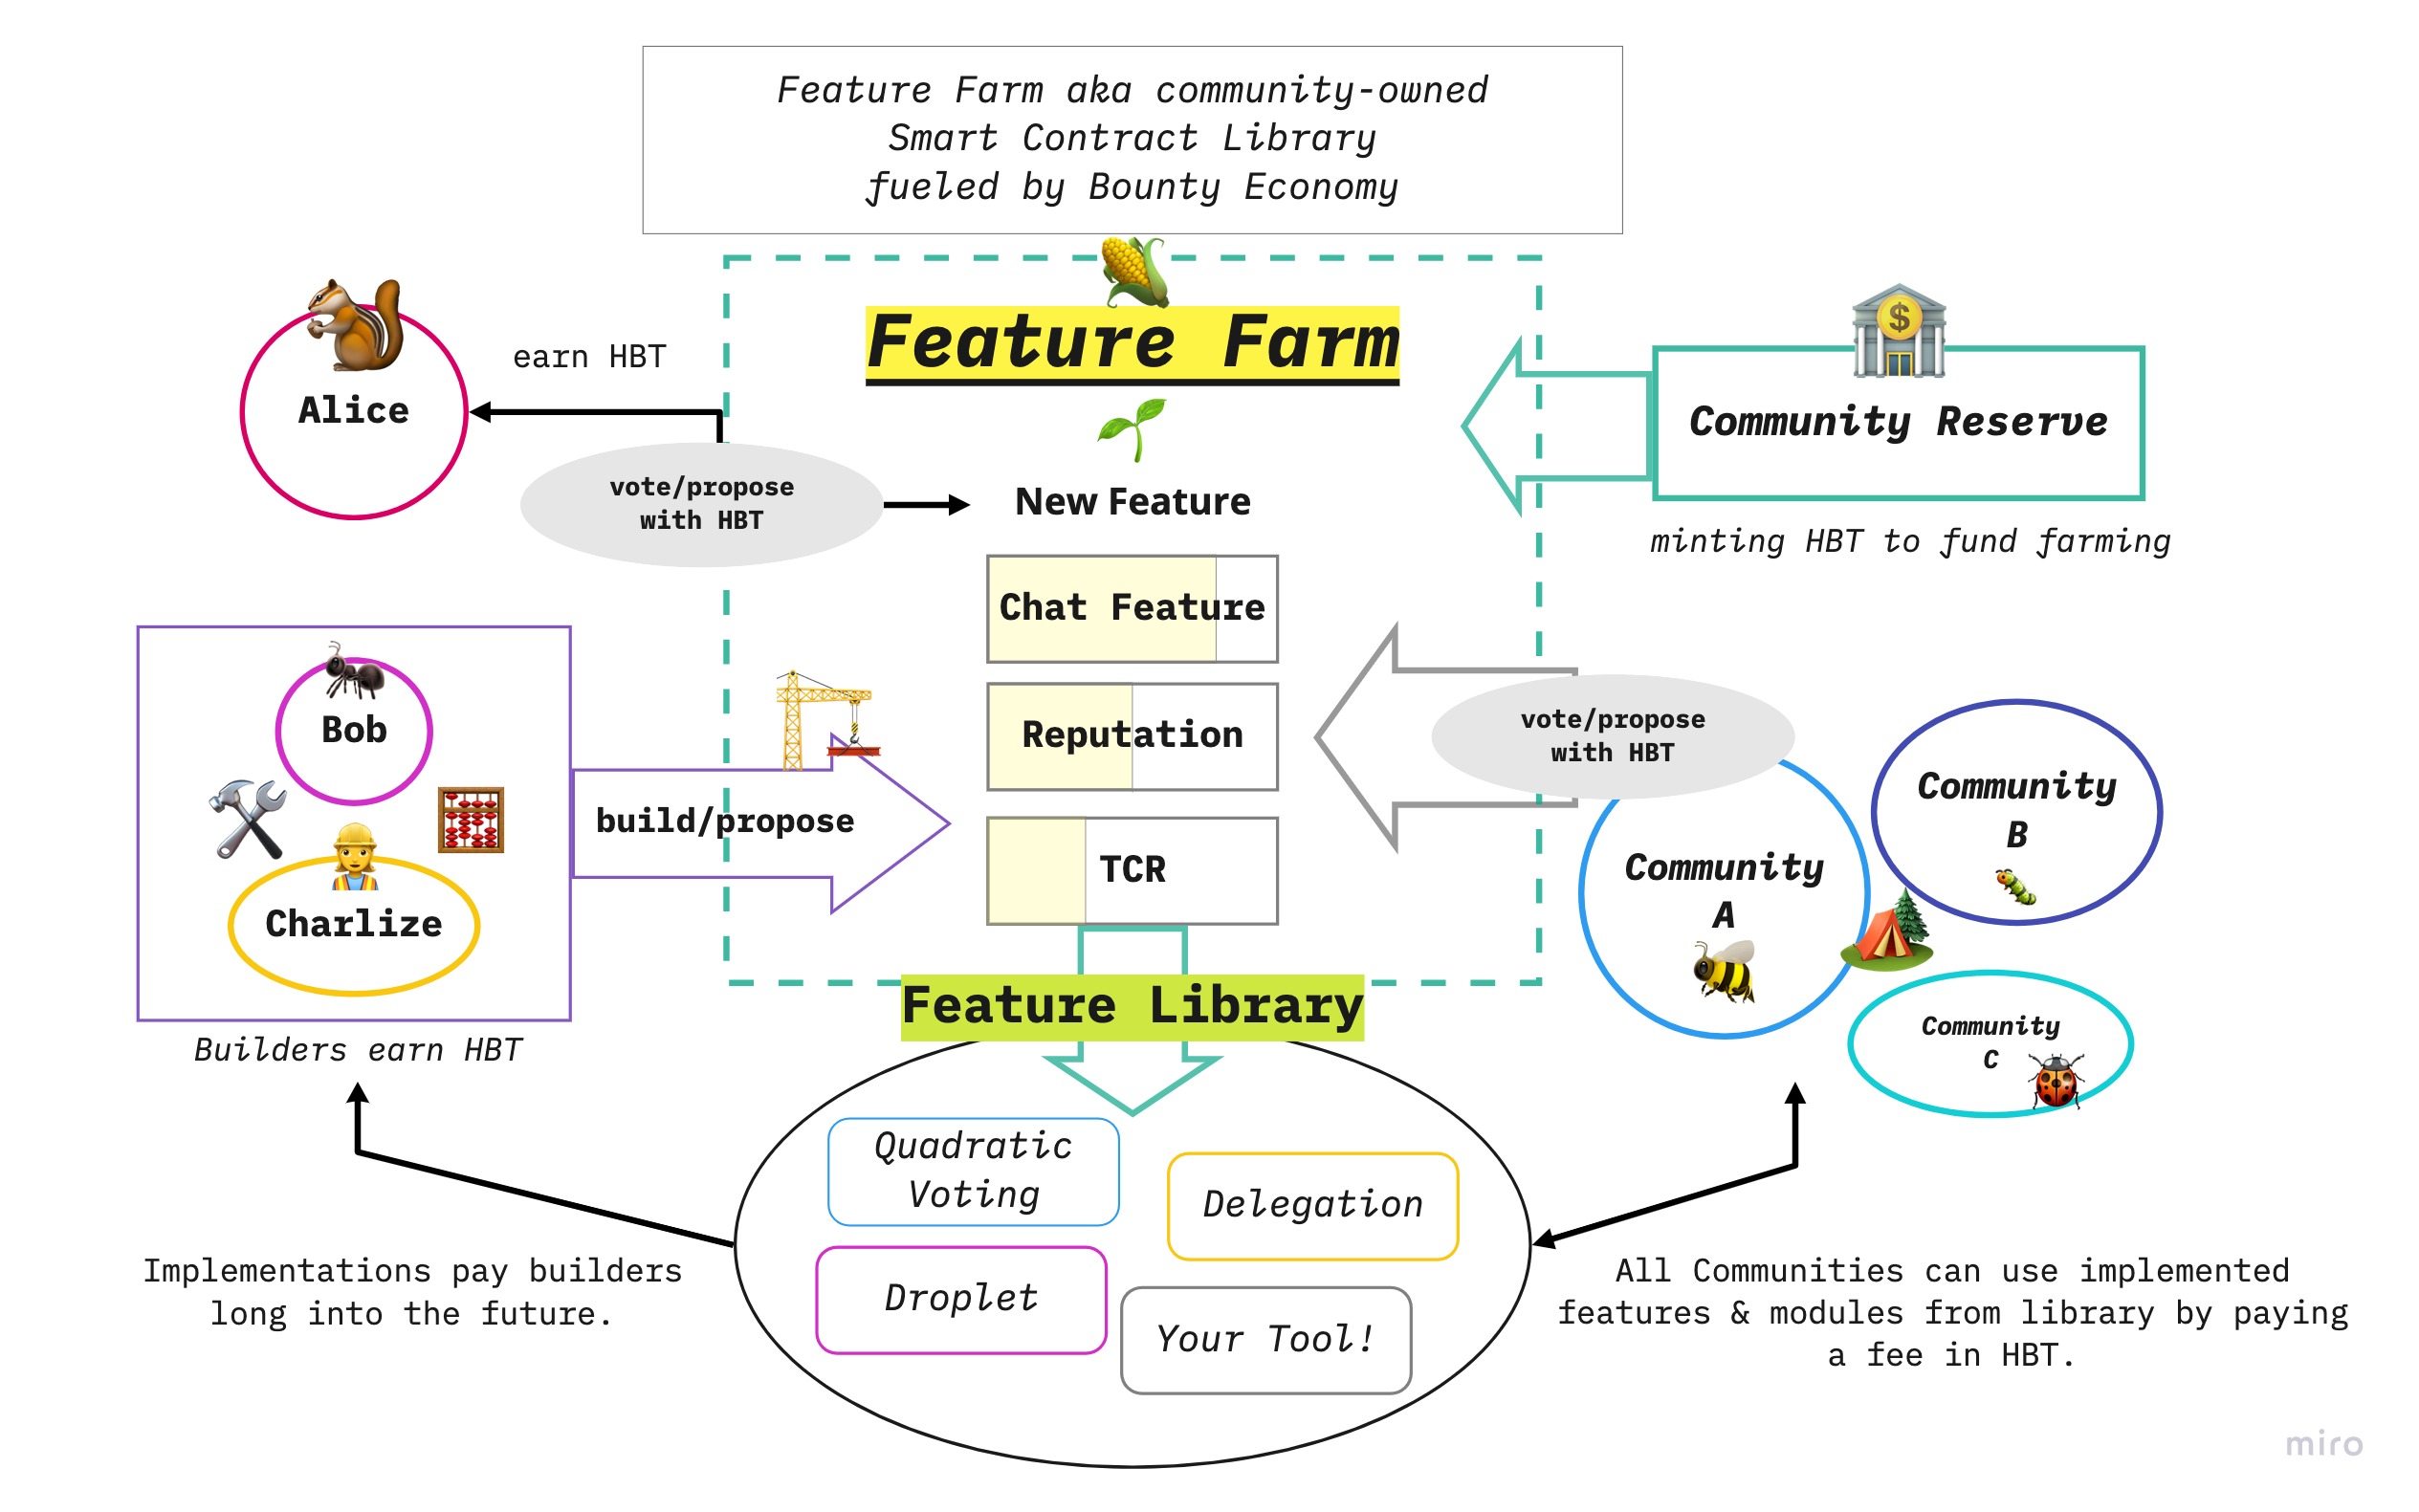 Feature Farm aka community-owned
Smart Contract Library
fueled by Bounty Economy
Feature Farm
Alice
earn HBT
vote/propose
with HBT
New Feature
Chat Feature
Reputation
TCR
Community Reserve
minting HBT to fund farming
Bob
Charlize
build/propose
Builders earn HBT
vote/propose
with HBT
Community
A
Community
B
Community
C
Feature Library
Quadratic
Voting
Delegation
Droplet
Your Tool!
Implementations pay builders
long into the future.
All Communities can use implemented
features & modules from library by paying
a fee in HBT.
miro